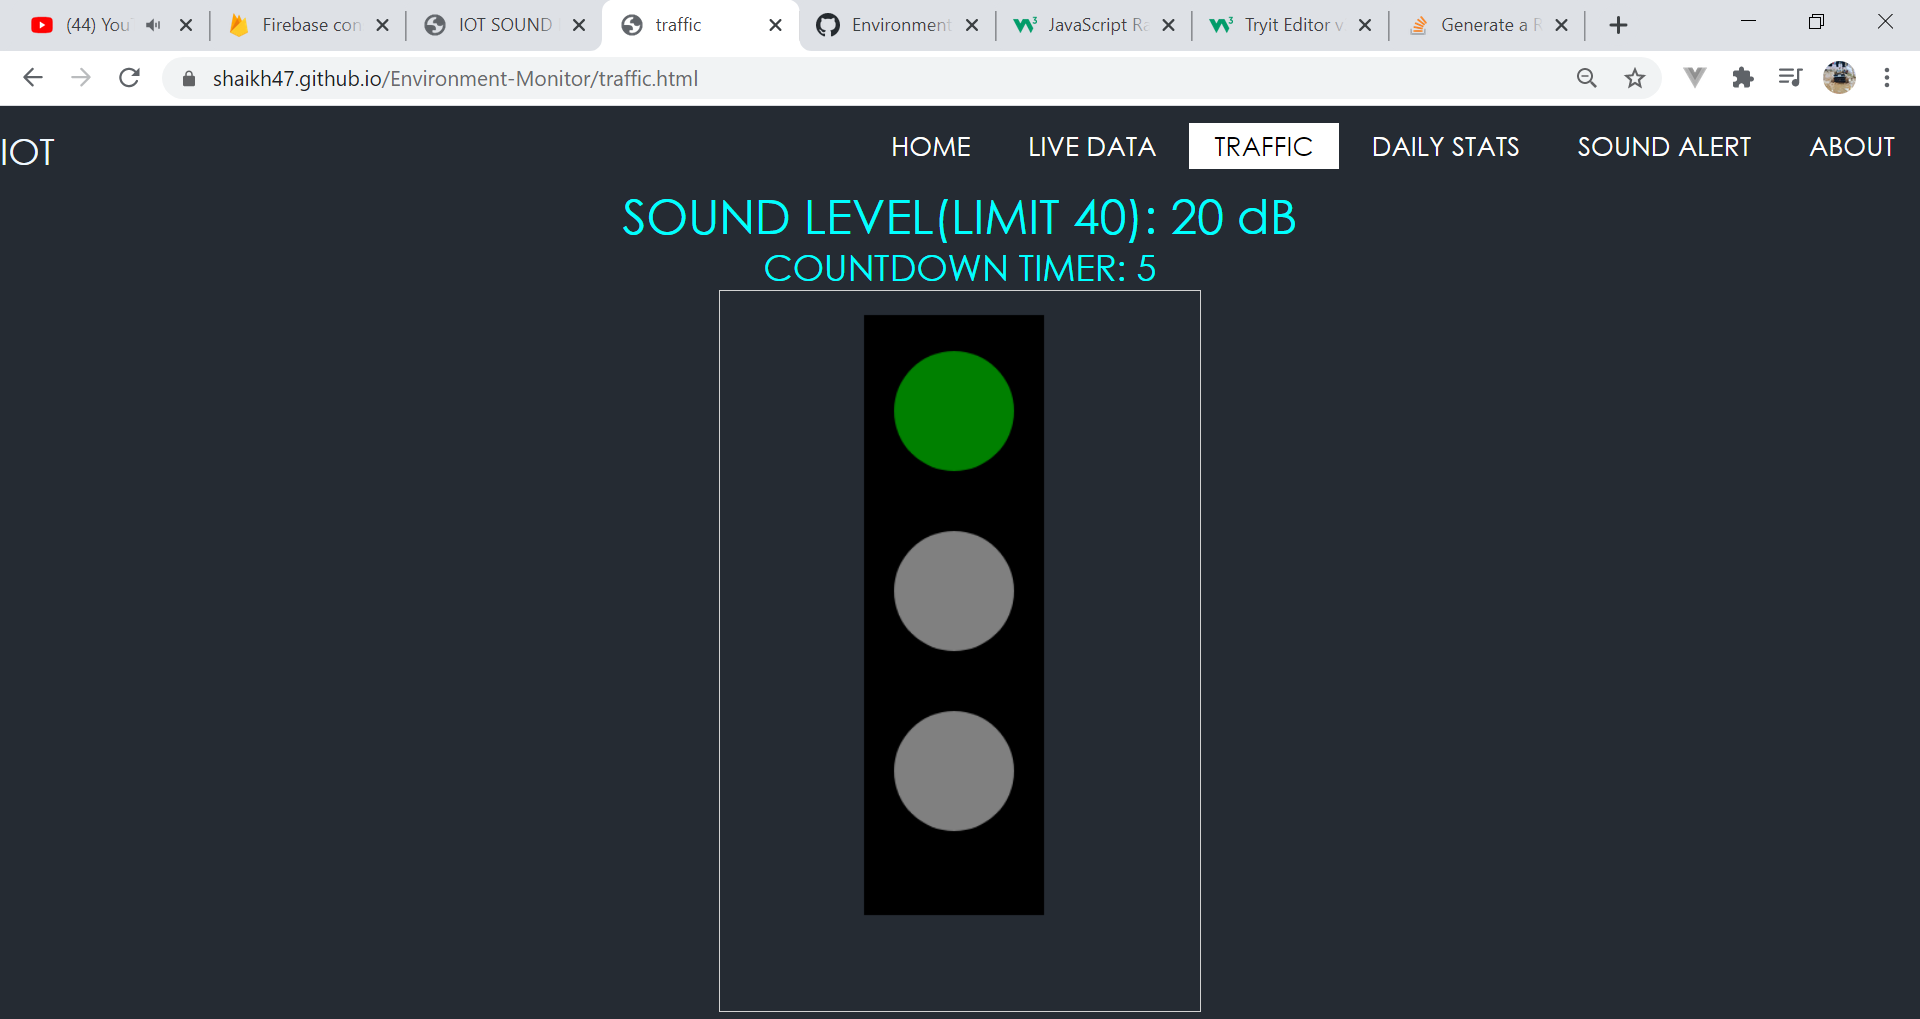 (44) You
Firebase con
IOT SOUND
traffic
Environment
JavaScript Ra
Tryit Editor v
Generate a R
shaikh47.github.io/Environment-Monitor/traffic.html
IOT
HOME
LIVE DATA
TRAFFIC
DAILY STATS
SOUND ALERT
ABOUT
SOUND LEVEL(LIMIT 40): 20 dB
COUNTDOWN TIMER: 5